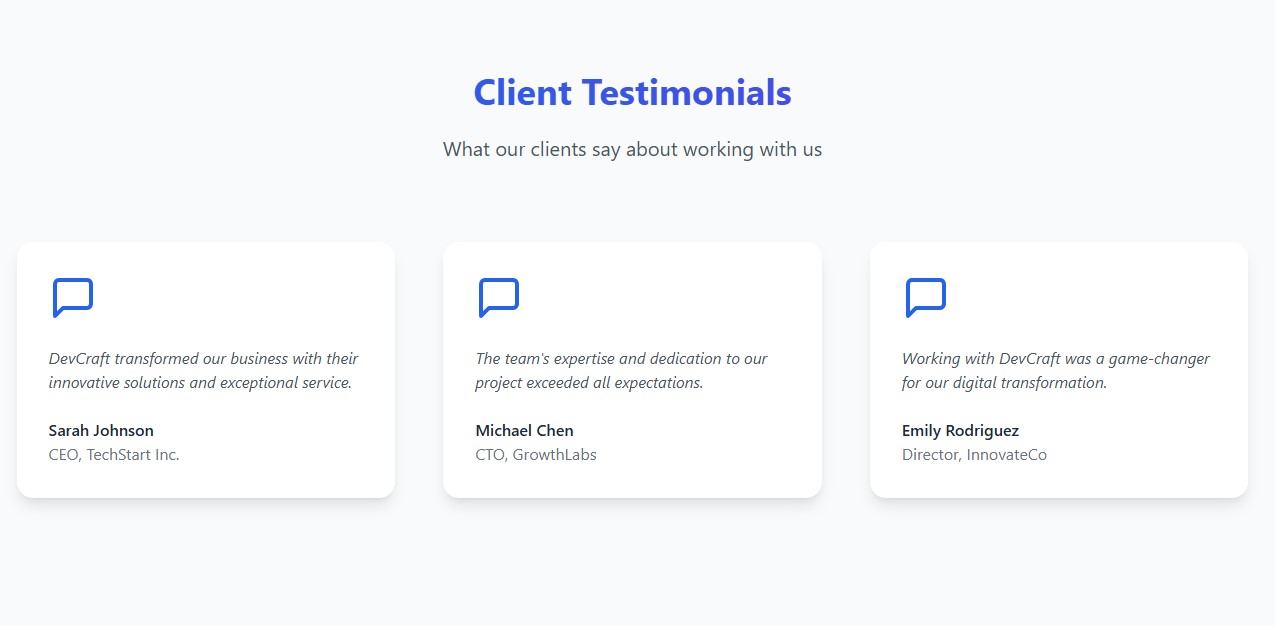 Client Testimonials
What our clients say about working with us
DevCraft transformed our business with their
innovative solutions and exceptional service.
Sarah Johnson
CEO, TechStart Inc.
The team's expertise and dedication to our
project exceeded all expectations.
Michael Chen
CTO, GrowthLabs
Working with DevCraft was a game-changer
for our digital transformation.
Emily Rodriguez
Director, InnovateCo